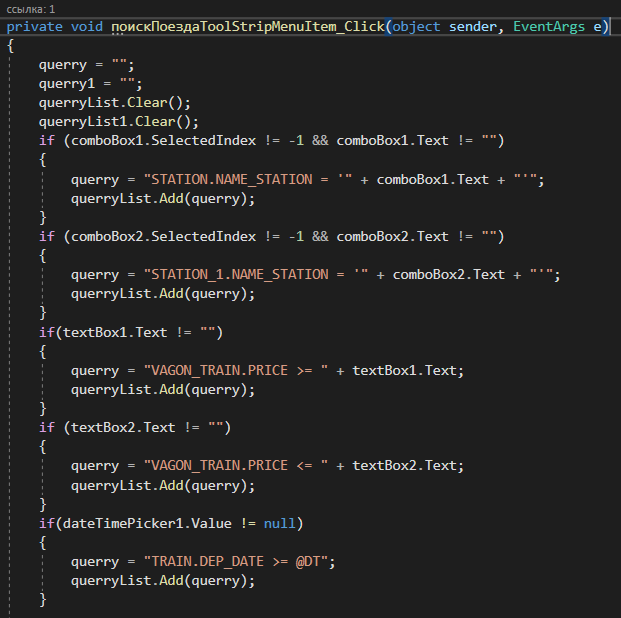 ссылка: 1
private void поискПоездаToolStripMenuItem_Click(object sender, EventArgs e)
{
querry = "";
querry1 = "";
querryList.Clear();
querryList1.Clear();
if (comboBox1.SelectedIndex != -1 && comboBox1.Text != "")
{
querry = "STATION.NAME_STATION = '" + comboBox1.Text + "'";
querryList.Add(querry);
}
if (comboBox2.SelectedIndex != -1 && comboBox2.Text != "")
{
querry = "STATION_1.NAME_STATION = '" + comboBox2.Text + "'";
querryList.Add(querry);
}
if(textBox1.Text != "")
{
querry = "VAGON_TRAIN.PRICE >= " + textBox1.Text;
querryList.Add(querry);
}
if (textBox2.Text != "")
{
querry = "VAGON_TRAIN.PRICE <= " + textBox2.Text;
querryList.Add(querry);
}
if(dateTimePicker1.Value != null)
{
querry = "TRAIN.DEP_DATE >= @DT";
querryList.Add(querry);
}